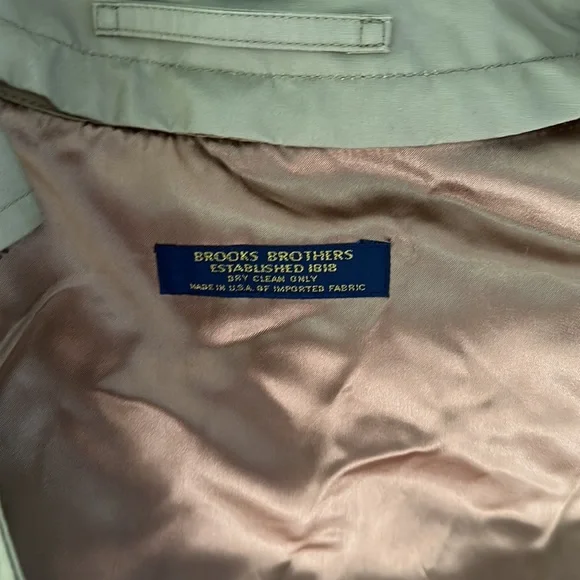 BROOKS BROTHERS
ESTABLISHED 1818
DRY CLEAN ONLY
MADE IN U.S.A. OF IMPORTED FABRIC